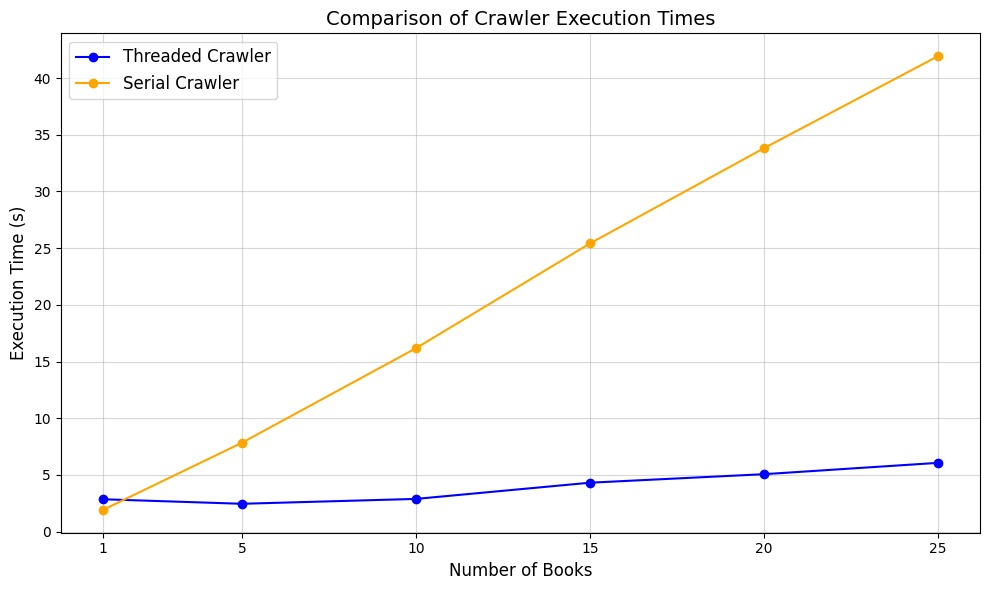 Comparison of Crawler Execution Times
Threaded Crawler
Serial Crawler
Execution Time (s)
40
35
30
25
20
15
10
5
0
1 5 10 15 20 25
Number of Books